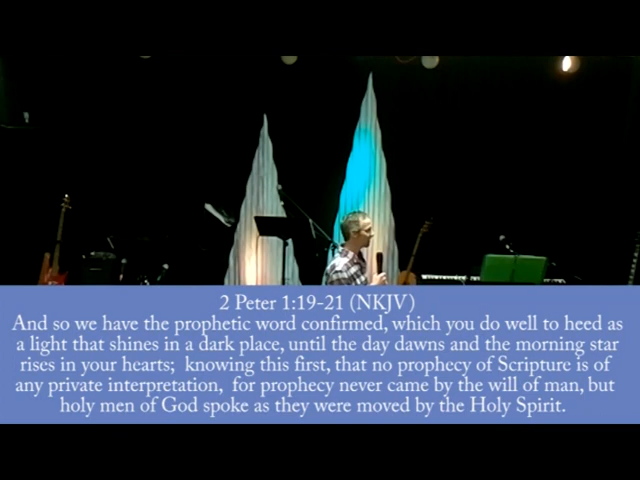 2 Peter 1:19-21 (NKJV)
And so we have the prophetic word confirmed, which you do well to heed as
a light that shines in a dark place, until the day dawns and the morning star
rises in your hearts;  knowing this first, that no prophecy of Scripture is of
any private interpretation,  for prophecy never came by the will of man, but
holy men of God spoke as they were moved by the Holy Spirit.